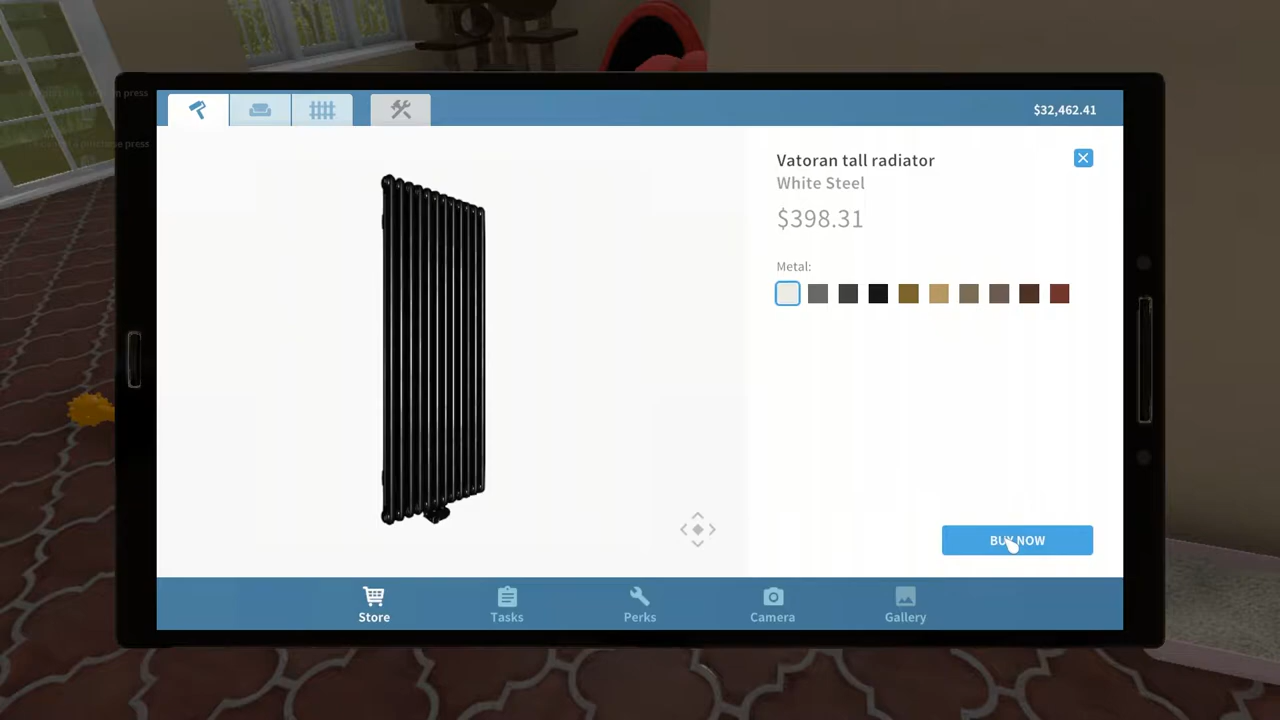 $32,462.41
Vatoran tall radiator
White Steel
$398.31
Metal:
BUY NOW
Store
Tasks
Perks
Camera
Gallery